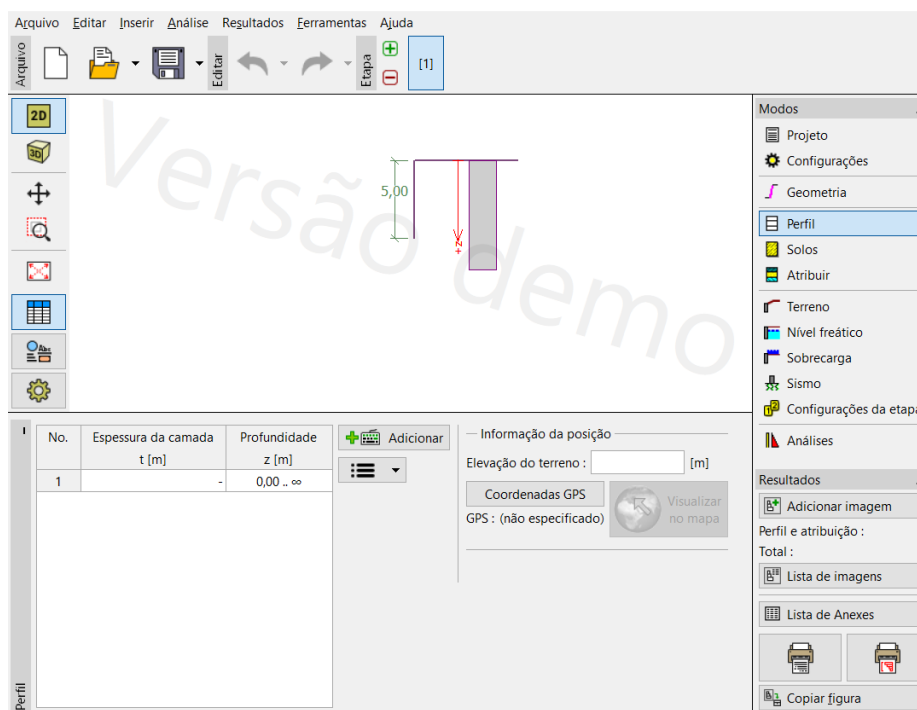 Arquivo Editar Inserir Análise Resultados Ferramentas Ajuda
Arquivo
Editar
Etapa
[1]
2D
3D
Versão demo
5,00
+z
Modos
Projeto
Configurações
Geometria
Perfil
Solos
Atribuir
Terreno
Nível freático
Sobrecarga
Sismo
Configurações da etapa
Análises
Resultados
Adicionar imagem
Perfil e atribuição :
Total :
Lista de imagens
Lista de Anexes
Copiar figura
Perfil
No. Espessura da camada Profundidade
t [m] z [m]
1 - 0,00 .. ∞
Adicionar
Informação da posição
Elevação do terreno : [m]
Coordenadas GPS
GPS : (não especificado)
Visualizar
no mapa